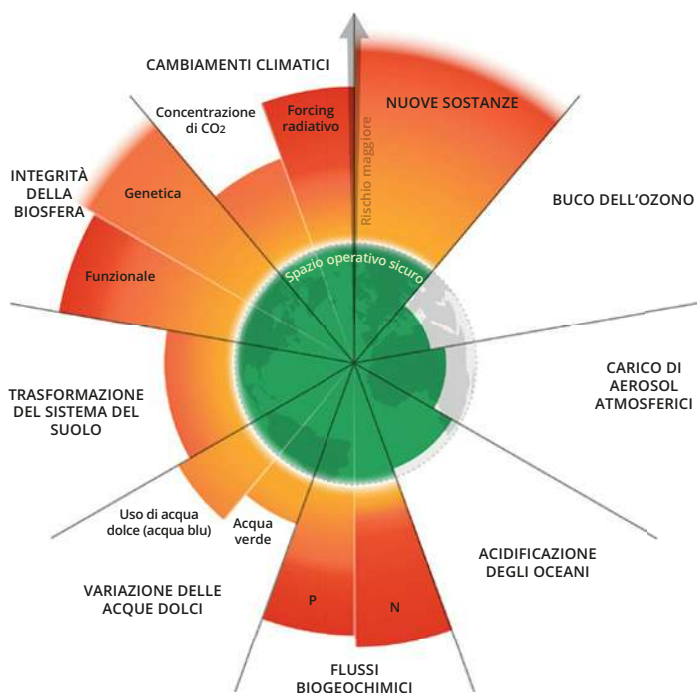 CAMBIAMENTI CLIMATICI
Concentrazione
di CO2
Forcing
radiativo
Rischio maggiore
NUOVE SOSTANZE
INTEGRITÀ
DELLA
BIOSFERA
Genetica
Funzionale
BUCO DELL'OZONO
Spazio operativo sicuro
TRASFORMAZIONE
DEL SISTEMA DEL
SUOLO
CARICO DI
AEROSOL
ATMOSFERICI
Uso di acqua
dolce (acqua blu)
Acqua
verde
VARIAZIONE DELLE
ACQUE DOLCI
P
N
ACIDIFICAZIONE
DEGLI OCEANI
FLUSSI
BIOGEOCHIMICI